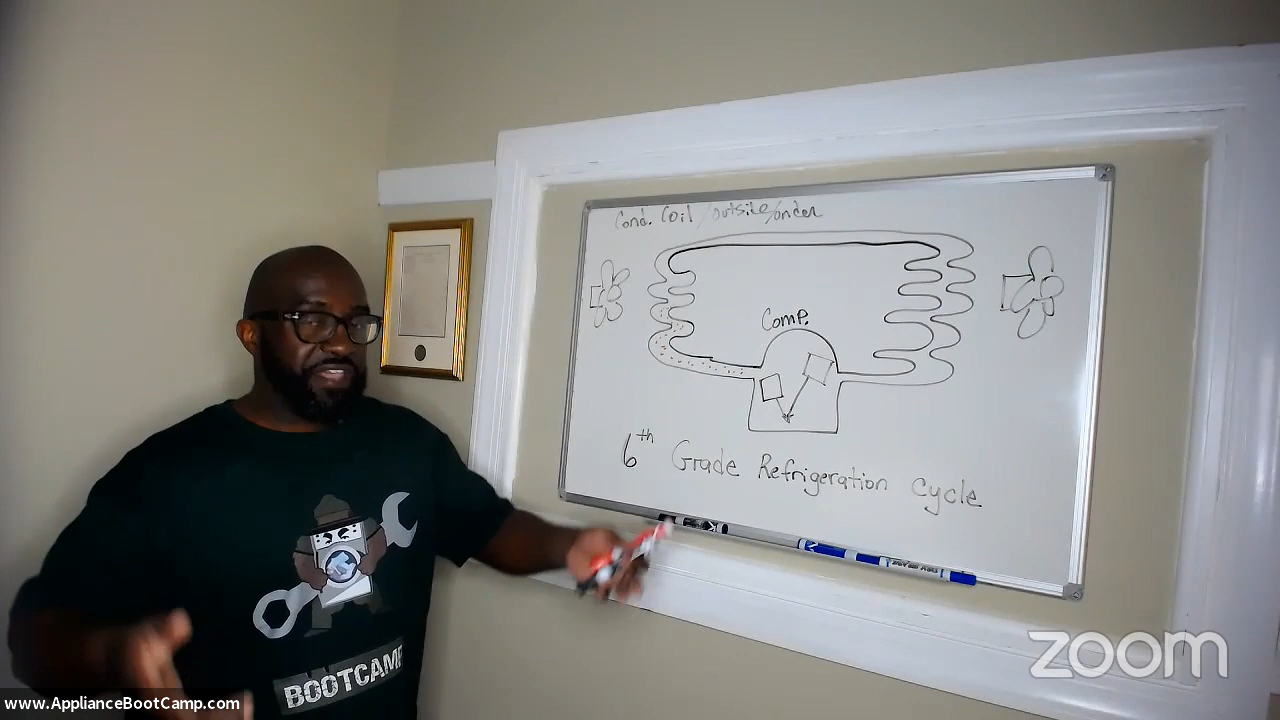 Cond. Coil / outside/under
Comp.
6th Grade Refrigeration Cycle
BOOTCAMP
www.ApplianceBootCamp.com
zoom